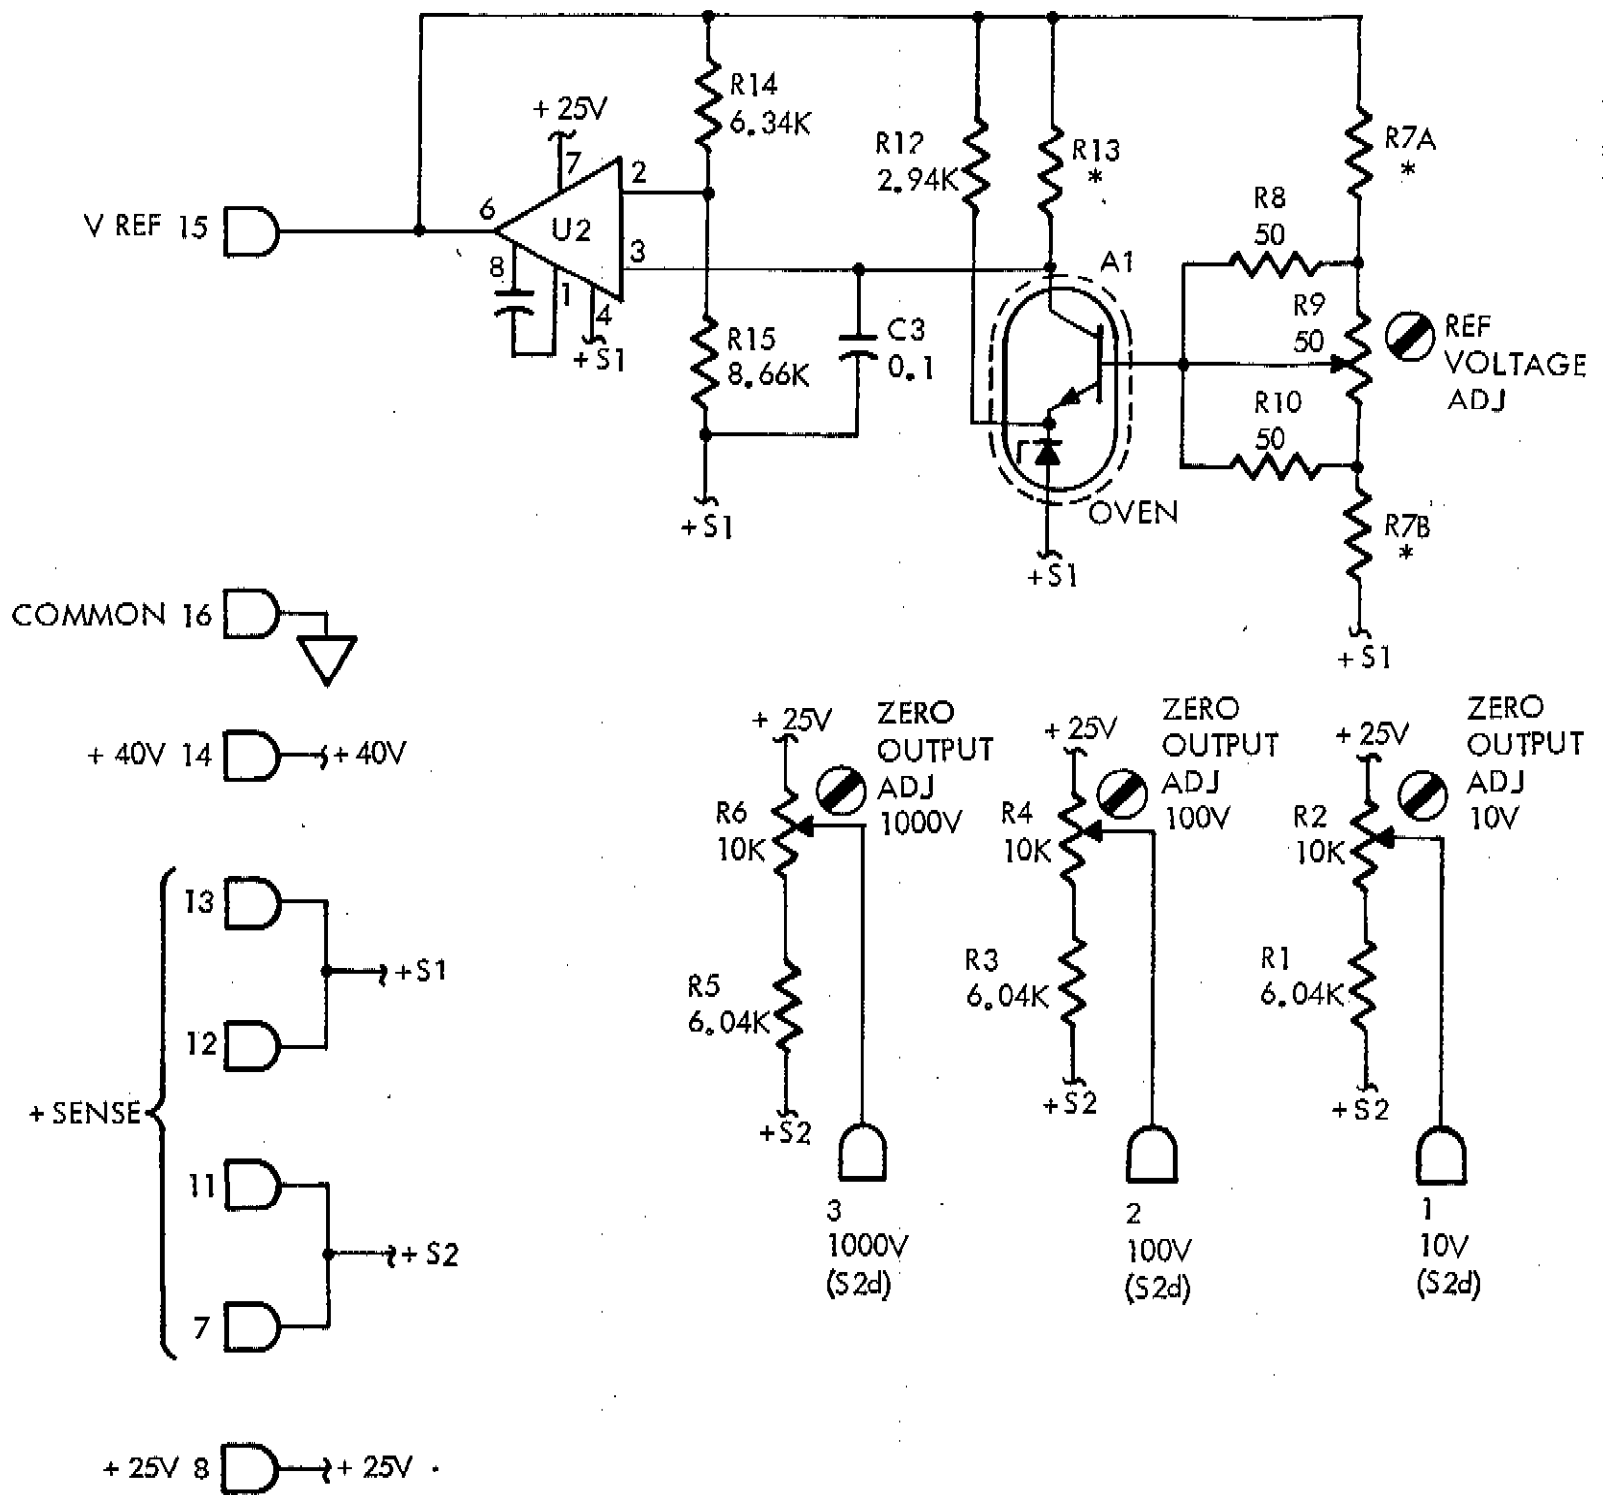 R14
6.34K
+ 25V
7
2
6
U2
3
8
1
4
+S1
V REF 15
R15
8.66K
C3
0.1
+S1
R12
2.94K
R13
*
A1
OVEN
+S1
R7A
*
R8
50
R9
50
REF
VOLTAGE
ADJ
R10
50
R7B
*
+S1
COMMON 16
+ 40V 14
+ 40V
13
12
+S1
+ SENSE
11
7
+ S2
+ 25V 8
+ 25V
+ 25V
ZERO
OUTPUT
ADJ
1000V
R6
10K
R5
6.04K
+S2
3
1000V
(S2d)
+ 25V
ZERO
OUTPUT
ADJ
100V
R4
10K
R3
6.04K
+S2
2
100V
(S2d)
+ 25V
ZERO
OUTPUT
ADJ
10V
R2
10K
R1
6.04K
+S2
1
10V
(S2d)